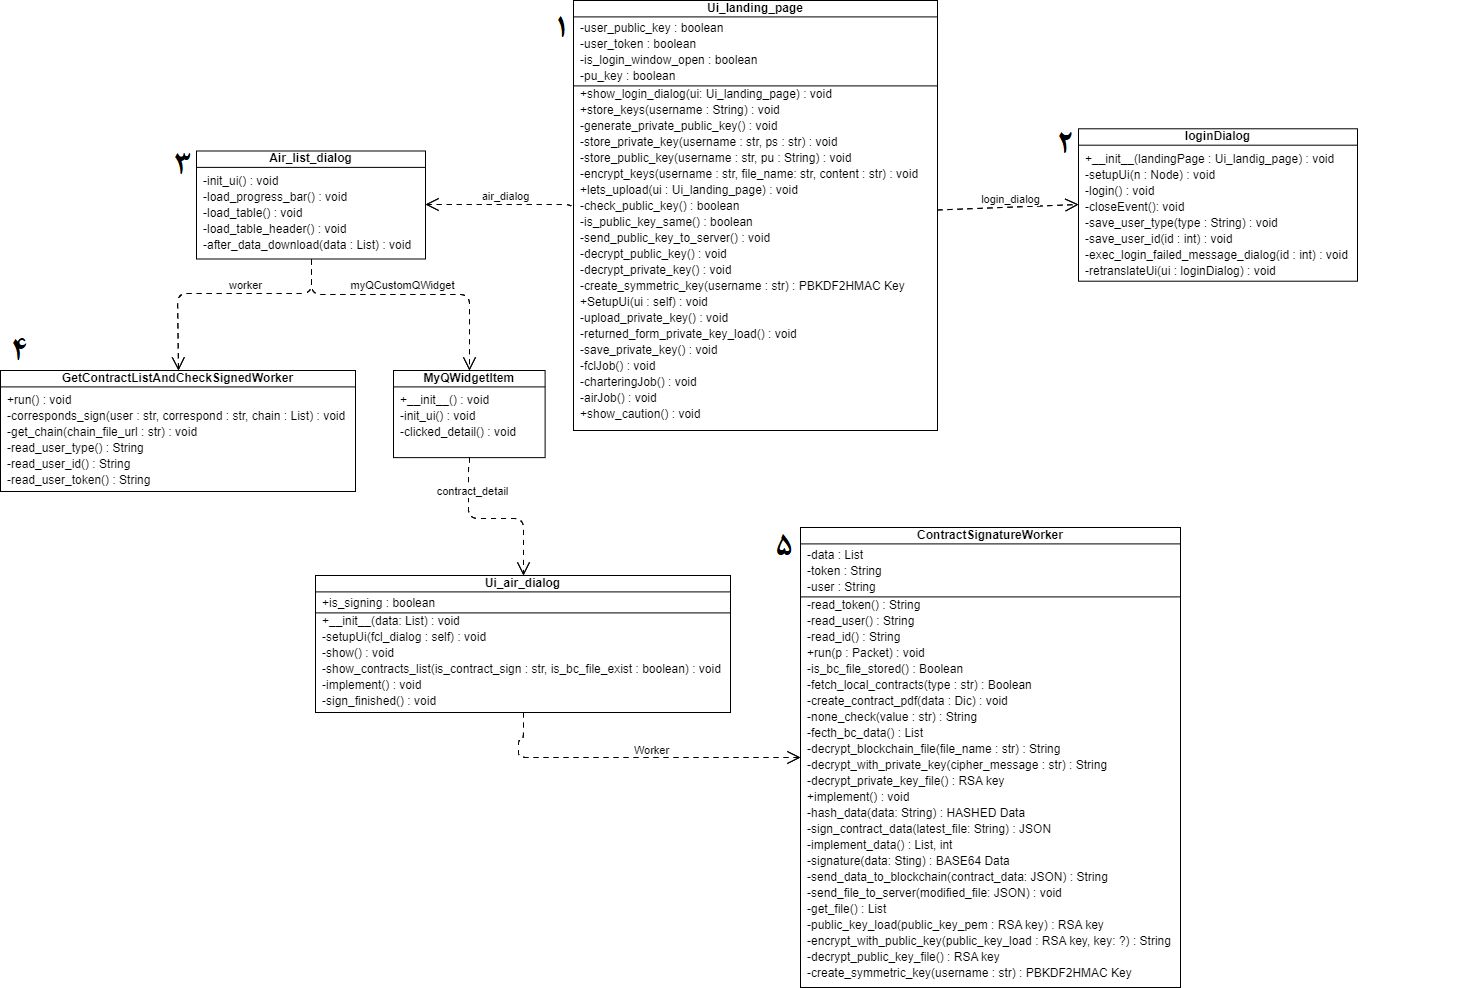 ۱
Ui_landing_page
-user_public_key : boolean
-user_token : boolean
-is_login_window_open : boolean
-pu_key : boolean
+show_login_dialog(ui: Ui_landing_page) : void
+store_keys(username : String) : void
-generate_private_public_key() : void
-store_private_key(username : str, ps : str) : void
-store_public_key(username : str, pu : String) : void
-encrypt_keys(username : str, file_name: str, content : str) : void
+lets_upload(ui : Ui_landing_page) : void
-check_public_key() : boolean
-is_public_key_same() : boolean
-send_public_key_to_server() : void
-decrypt_public_key() : void
-decrypt_private_key() : void
-create_symmetric_key(username : str) : PBKDF2HMAC Key
+SetupUi(ui : self) : void
-upload_private_key() : void
-returned_form_private_key_load() : void
-save_private_key() : void
-fclJob() : void
-charteringJob() : void
-airJob() : void
+show_caution() : void
login_dialog
۲
loginDialog
+__init__(landingPage : Ui_landig_page) : void
-setupUi(n : Node) : void
-login() : void
-closeEvent(): void
-save_user_type(type : String) : void
-save_user_id(id : int) : void
-exec_login_failed_message_dialog(id : int) : void
-retranslateUi(ui : loginDialog) : void
air_dialog
۳
Air_list_dialog
-init_ui() : void
-load_progress_bar() : void
-load_table() : void
-load_table_header() : void
-after_data_download(data : List) : void
worker
myQCustomQWidget
۴
GetContractListAndCheckSignedWorker
+run() : void
-corresponds_sign(user : str, correspond : str, chain : List) : void
-get_chain(chain_file_url : str) : void
-read_user_type() : String
-read_user_id() : String
-read_user_token() : String
MyQWidgetItem
+__init__() : void
-init_ui() : void
-clicked_detail() : void
contract_detail
Ui_air_dialog
+is_signing : boolean
+__init__(data: List) : void
-setupUi(fcl_dialog : self) : void
-show() : void
-show_contracts_list(is_contract_sign : str, is_bc_file_exist : boolean) : void
-implement() : void
-sign_finished() : void
Worker
۵
ContractSignatureWorker
-data : List
-token : String
-user : String
-read_token() : String
-read_user() : String
-read_id() : String
+run(p : Packet) : void
-is_bc_file_stored() : Boolean
-fetch_local_contracts(type : str) : Boolean
-create_contract_pdf(data : Dic) : void
-none_check(value : str) : String
-fecth_bc_data() : List
-decrypt_blockchain_file(file_name : str) : String
-decrypt_with_private_key(cipher_message : str) : String
-decrypt_private_key_file() : RSA key
+implement() : void
-hash_data(data: String) : HASHED Data
-sign_contract_data(latest_file: String) : JSON
-implement_data() : List, int
-signature(data: Sting) : BASE64 Data
-send_data_to_blockchain(contract_data: JSON) : String
-send_file_to_server(modified_file: JSON) : void
-get_file() : List
-public_key_load(public_key_pem : RSA key) : RSA key
-encrypt_with_public_key(public_key_load : RSA key, key: ?) : String
-decrypt_public_key_file() : RSA key
-create_symmetric_key(username : str) : PBKDF2HMAC Key